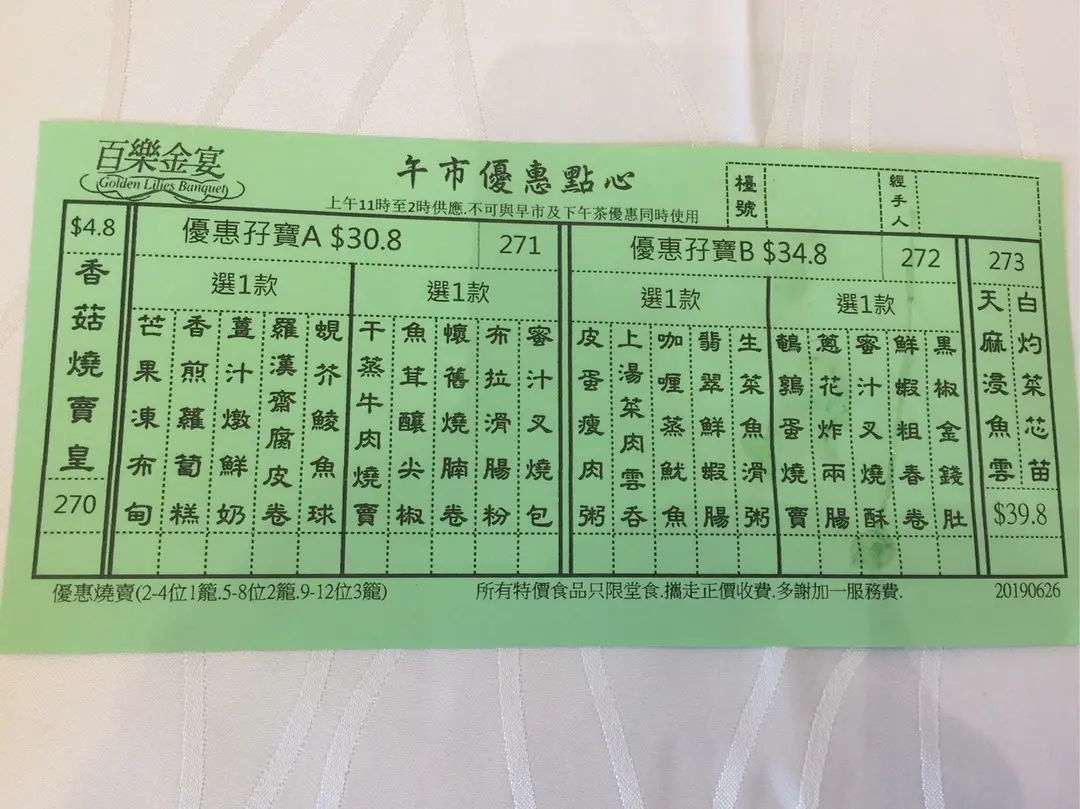 百樂金宴
Golden Lilies Banquet
午市優惠點心
上午11時至2時供應.不可與早市及下午茶優惠同時使用
檯號
經手人
$4.8
香菇燒賣皇
270
優惠孖寶A $30.8
271
選1款
芒果凍布甸
香煎蘿蔔糕
薑汁燉鮮奶
羅漢齋腐皮卷
蜆芥鯪魚球
選1款
干蒸牛肉燒賣
魚茸釀尖椒
懷舊燒腩卷
布拉滑腸粉
蜜汁叉燒包
優惠孖寶B $34.8
272
選1款
皮蛋瘦肉粥
上湯菜肉雲吞
咖喱蒸魷魚
翡翠鮮蝦腸
生菜魚滑粥
選1款
鵪鶉蛋燒賣
蔥花炸兩腸
蜜汁叉燒酥
鮮蝦粗春卷
黑椒金錢肚
273
天麻浸魚雲
白灼菜芯苗
$39.8
優惠燒賣(2-4位1籠.5-8位2籠.9-12位3籠)
所有特價食品只限堂食.攜走正價收費.多謝加一服務費.
20190626